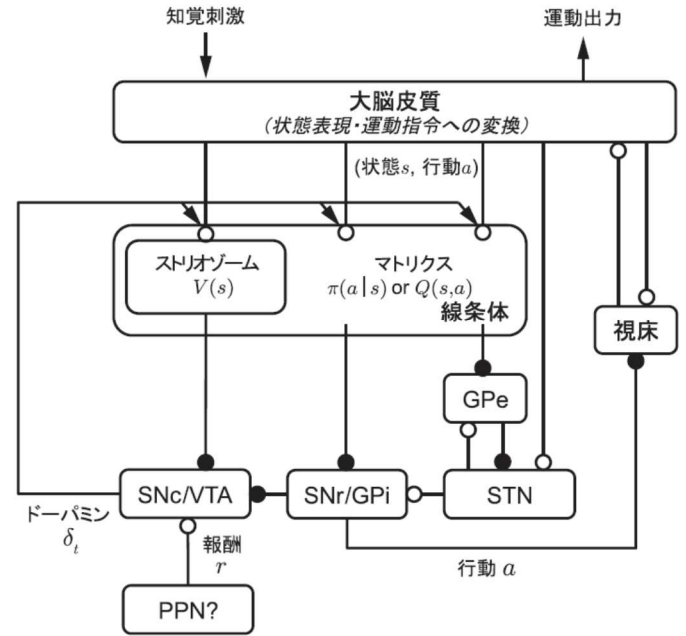 知覚刺激
運動出力
大脳皮質
（状態表現・運動指令への変換）
(状態s, 行動a)
ストリオゾーム
V(s)
マトリクス
π(a|s) or Q(s,a)
線条体
視床
GPe
SNc/VTA
SNr/GPi
STN
ドーパミン
δt
報酬
r
行動 a
PPN?